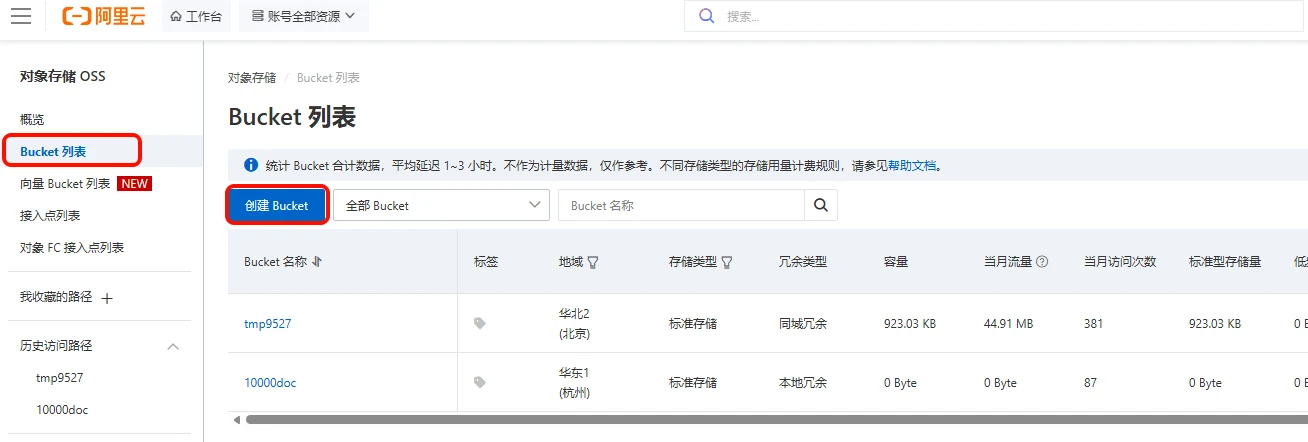 阿里云 工作台 账号全部资源 搜索...
对象存储 OSS
概览
Bucket 列表
向量 Bucket 列表 NEW
接入点列表
对象 FC 接入点列表
我收藏的路径
历史访问路径
tmp9527
10000doc
对象存储 / Bucket 列表
Bucket 列表
统计 Bucket 合计数据，平均延迟 1~3 小时。不作为计量数据，仅作参考。不同存储类型的存储用量计费规则，请参见帮助文档。
创建 Bucket 全部 Bucket Bucket 名称
Bucket 名称 标签 地域 存储类型 冗余类型 容量 当月流量 当月访问次数 标准型存储量
tmp9527 华北2 (北京) 标准存储 同城冗余 923.03 KB 44.91 MB 381 923.03 KB 0 B
10000doc 华东1 (杭州) 标准存储 本地冗余 0 Byte 0 Byte 87 0 Byte 0 B